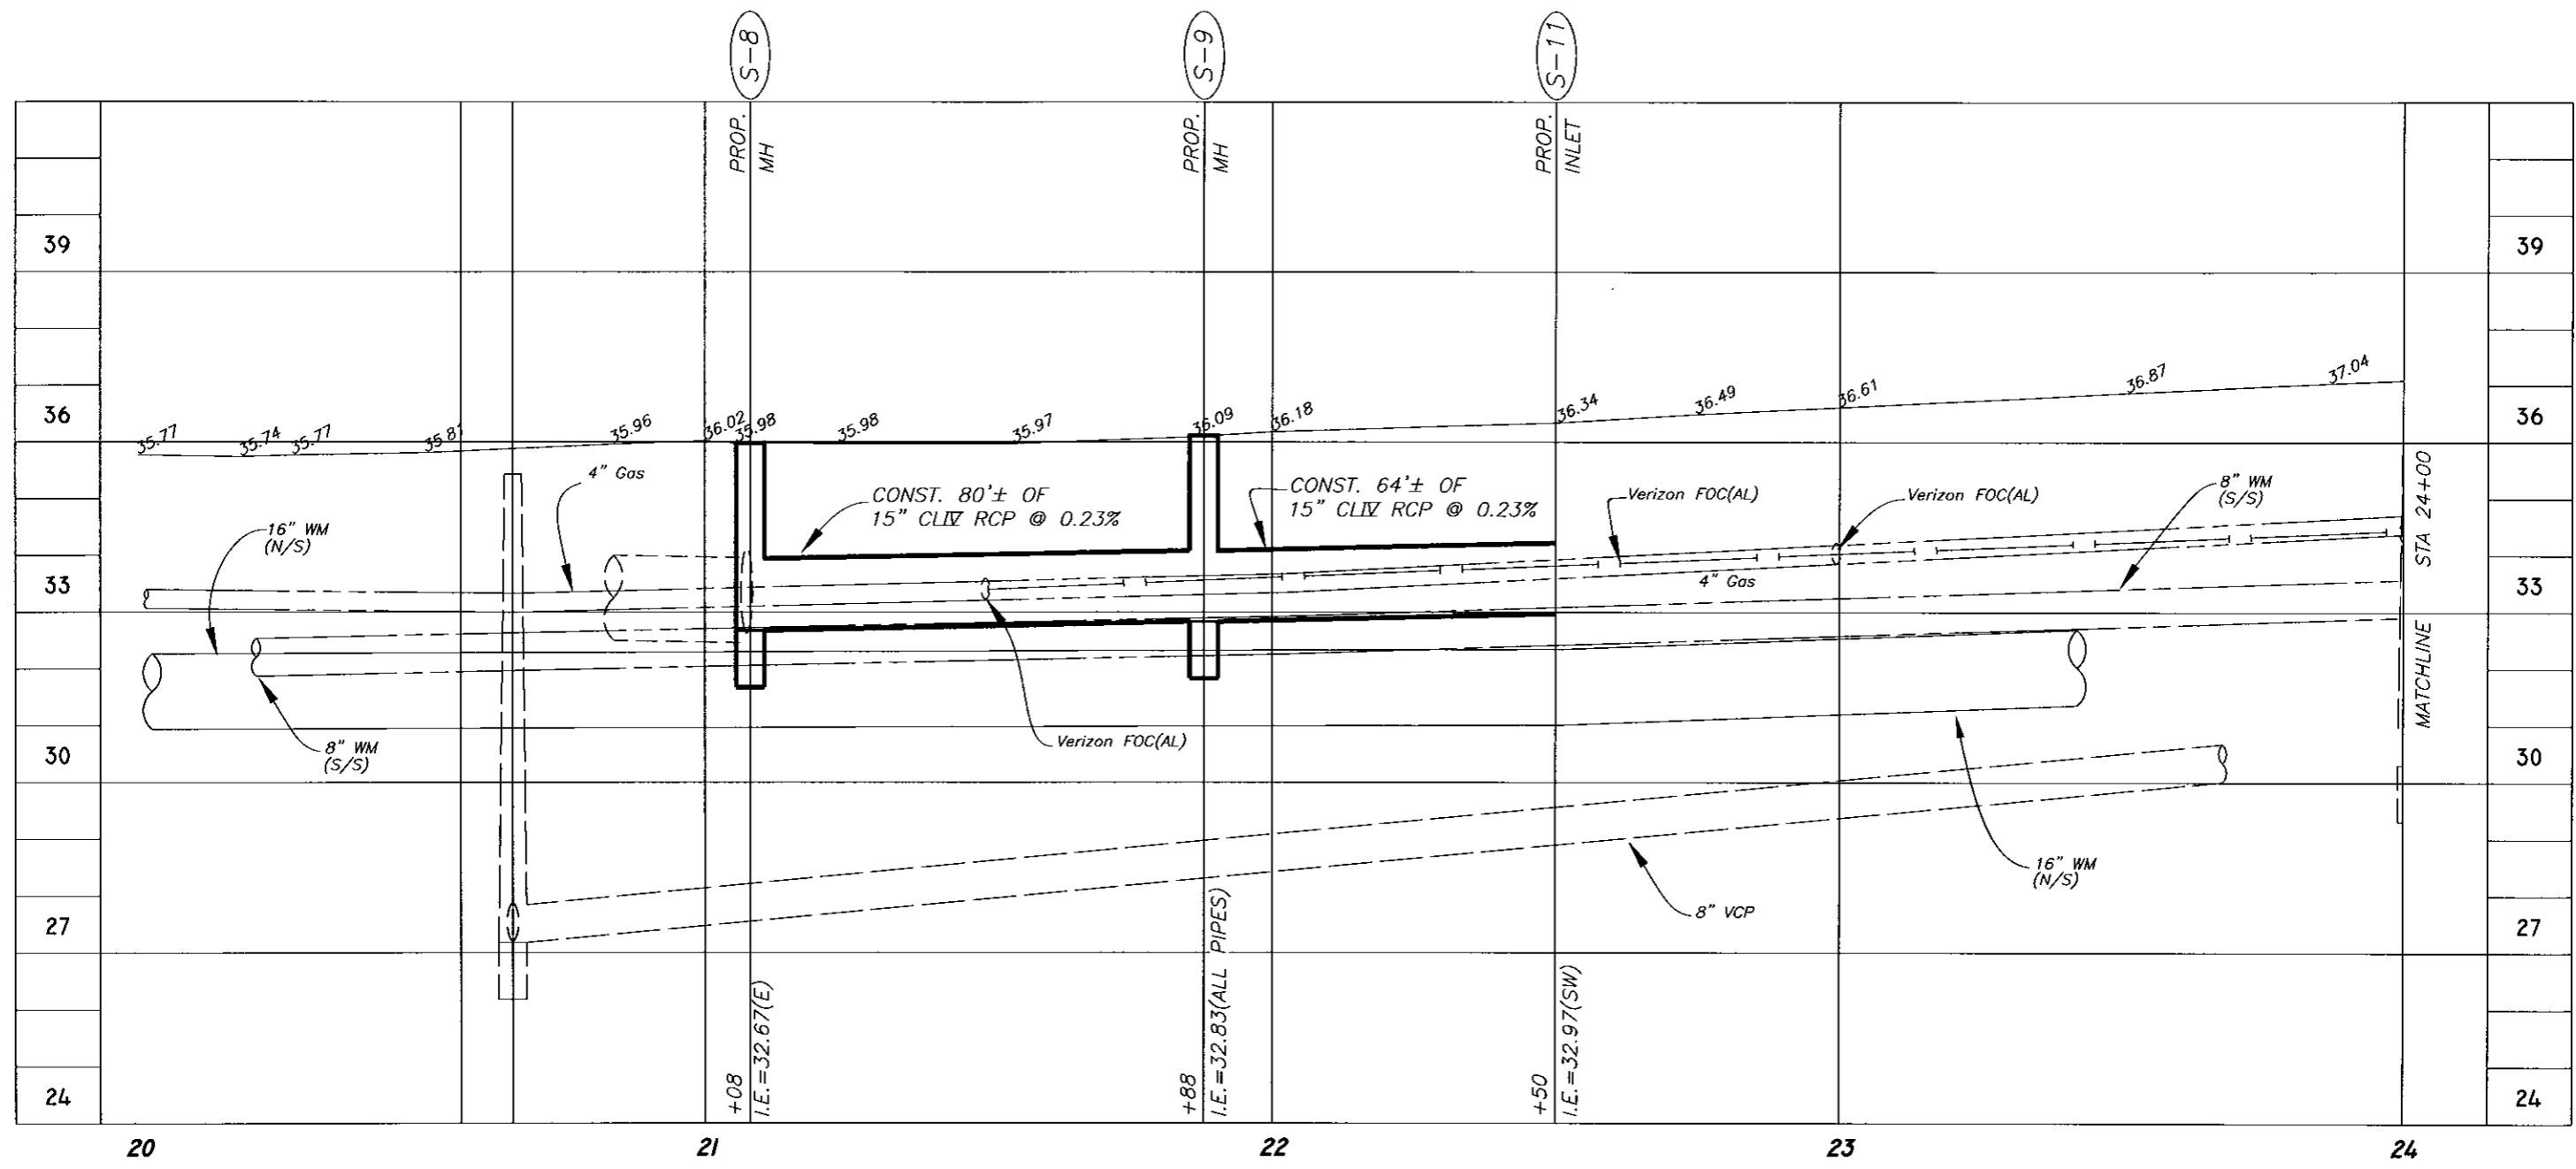 S-8
S-9
S-11
PROP.
MH
PROP.
MH
PROP.
INLET
39
39
36
36
33
33
30
30
27
27
24
24
35.77
35.74
35.77
35.81
35.96
36.02
35.98
35.98
35.97
36.09
36.18
36.34
36.49
36.61
36.87
37.04
4" Gas
CONST. 80'± OF
15" CLIV RCP @ 0.23%
CONST. 64'± OF
15" CLIV RCP @ 0.23%
Verizon FOC(AL)
Verizon FOC(AL)
8" WM
(S/S)
16" WM
(N/S)
4" Gas
8" WM
(S/S)
Verizon FOC(AL)
16" WM
(N/S)
8" VCP
MATCHLINE STA 24+00
+08
I.E.=32.67(E)
+88
I.E.=32.83(ALL PIPES)
+50
I.E.=32.97(SW)
20
21
22
23
24